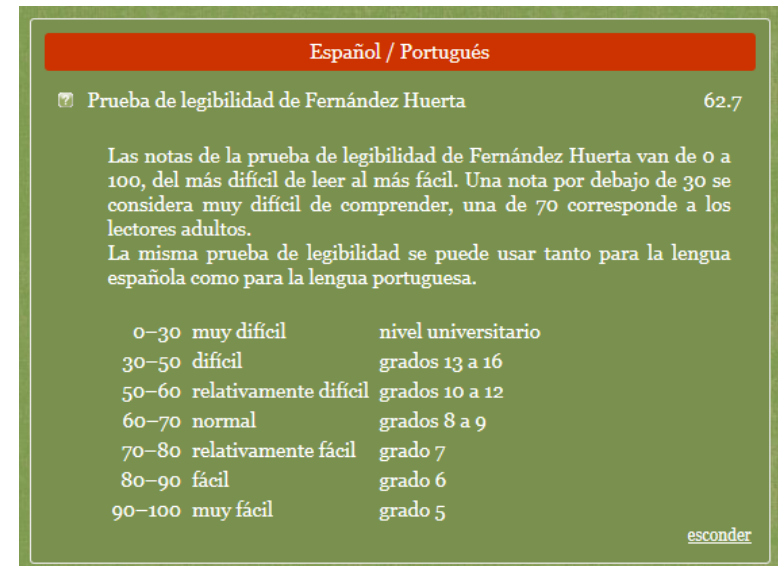 Español / Portugués
Prueba de legibilidad de Fernández Huerta 62.7
Las notas de la prueba de legibilidad de Fernández Huerta van de 0 a
100, del más difícil de leer al más fácil. Una nota por debajo de 30 se
considera muy difícil de comprender, una de 70 corresponde a los
lectores adultos.
La misma prueba de legibilidad se puede usar tanto para la lengua
española como para la lengua portuguesa.
0–30 muy difícil nivel universitario
30–50 difícil grados 13 a 16
50–60 relativamente difícil grados 10 a 12
60–70 normal grados 8 a 9
70–80 relativamente fácil grado 7
80–90 fácil grado 6
90–100 muy fácil grado 5
esconder